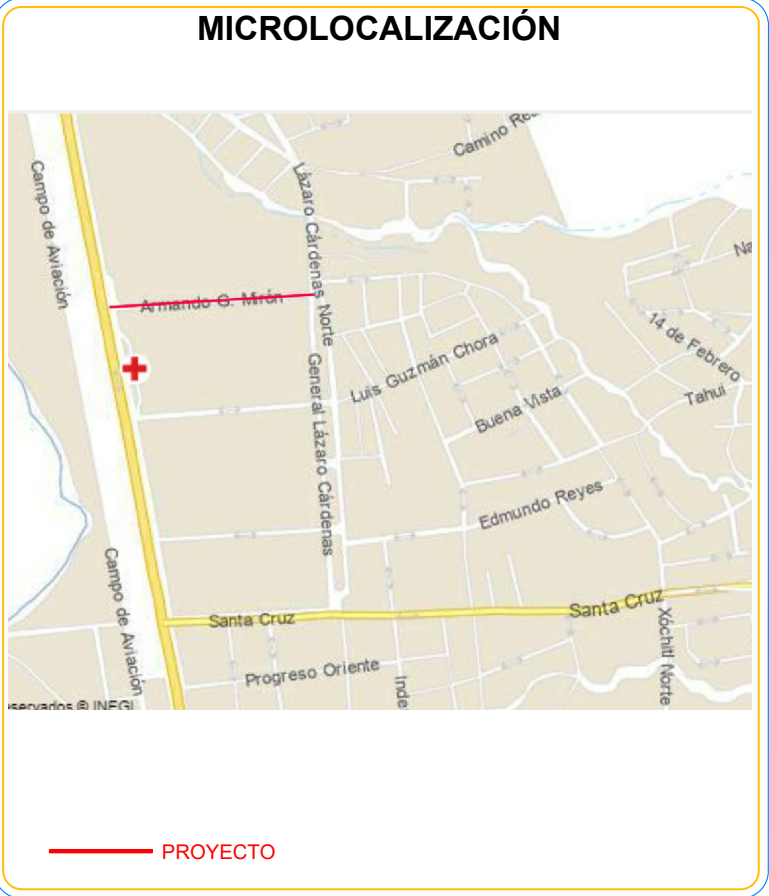 MICROLOCALIZACIÓN
Camino
Campo de Aviación
Lázaro Cárdenas Norte
Armando G. Mirón
14 de Febrero
General Lázaro Cárdenas
Luis Guzmán Chora
Tahui
Buena Vista
Edmundo Reyes
Campo de Aviación
Santa Cruz
Santa Cruz
Xóchitl Norte
Progreso Oriente
Inde
© INEGI
PROYECTO